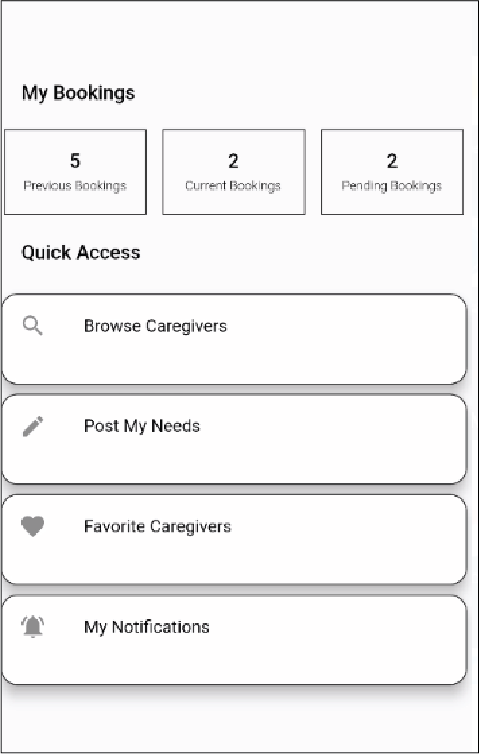 My Bookings
5
Previous Bookings
2
Current Bookings
2
Pending Bookings
Quick Access
Browse Caregivers
Post My Needs
Favorite Caregivers
My Notifications